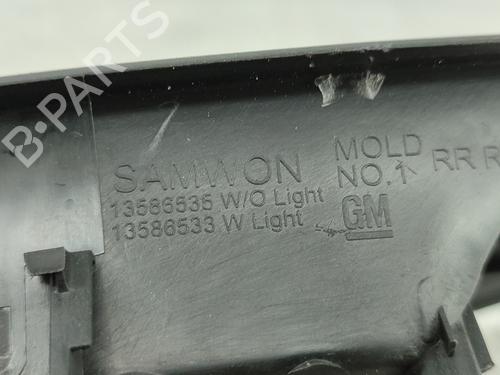 B-PARTS
SAMWON
13586535 W/O Light
13586533 W Light
MOLD
NO.1
RR R
GM